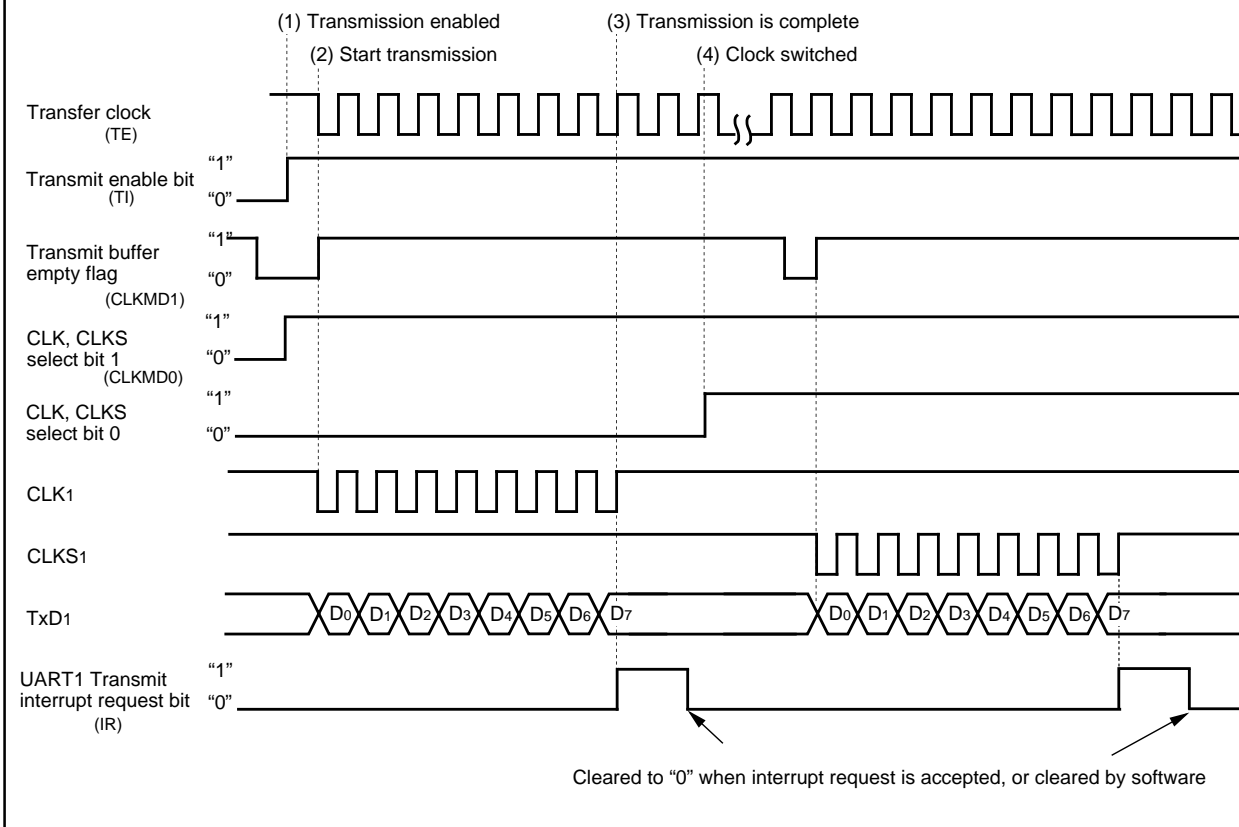 (1) Transmission enabled
(3) Transmission is complete
(2) Start transmission
(4) Clock switched
Transfer clock
(TE)
“1”
Transmit enable bit
(TI)
“0”
“1”
Transmit buffer
empty flag
“0”
(CLKMD1)
“1”
CLK, CLKS
select bit 1
“0”
(CLKMD0)
“1”
CLK, CLKS
select bit 0
“0”
CLK1
CLKS1
TxD1
D0 D1 D2 D3 D4 D5 D6 D7
D0 D1 D2 D3 D4 D5 D6 D7
“1”
UART1 Transmit
interrupt request bit
“0”
(IR)
Cleared to “0” when interrupt request is accepted, or cleared by software